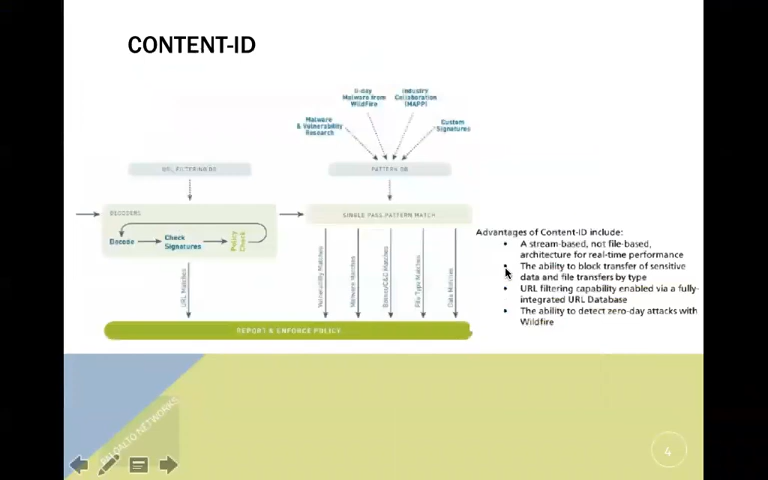 CONTENT-ID
0-day
Malware from
WildFire
Industry
Collaboration
(MAPP)
Malware
& Vulnerability
Research
Custom
Signatures
URL FILTERING DB
PATTERN DB
DECODERS
SINGLE PASS PATTERN MATCH
Decode
Check
Signatures
Policy
Check
URL Matches
Vulnerability Matches
Malware Matches
Botnet/C&C Matches
File Type Matches
Data Matches
REPORT & ENFORCE POLICY
Advantages of Content-ID include:
• A stream-based, not file-based,
architecture for real-time performance
• The ability to block transfer of sensitive
data and file transfers by type
• URL filtering capability enabled via a fully-
integrated URL Database
• The ability to detect zero-day attacks with
Wildfire
PALOALTO NETWORKS
4